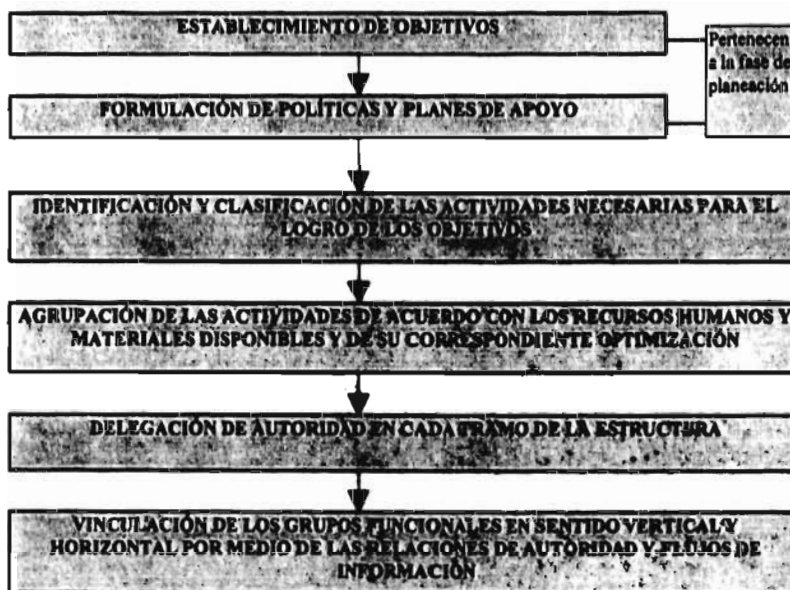 ESTABLECIMIENTO DE OBJETIVOS
Pertenecen
a la fase de
planeación
FORMULACIÓN DE POLÍTICAS Y PLANES DE APOYO
IDENTIFICACIÓN Y CLASIFICACIÓN DE LAS ACTIVIDADES NECESARIAS PARA EL
LOGRO DE LOS OBJETIVOS
AGRUPACIÓN DE LAS ACTIVIDADES DE ACUERDO CON LOS RECURSOS HUMANOS Y
MATERIALES DISPONIBLES Y DE SU CORRESPONDIENTE OPTIMIZACIÓN
DELEGACIÓN DE AUTORIDAD EN CADA TRAMO DE LA ESTRUCTURA
VINCULACIÓN DE LOS GRUPOS FUNCIONALES EN SENTIDO VERTICAL Y
HORIZONTAL POR MEDIO DE LAS RELACIONES DE AUTORIDAD Y FLUJOS DE
INFORMACIÓN